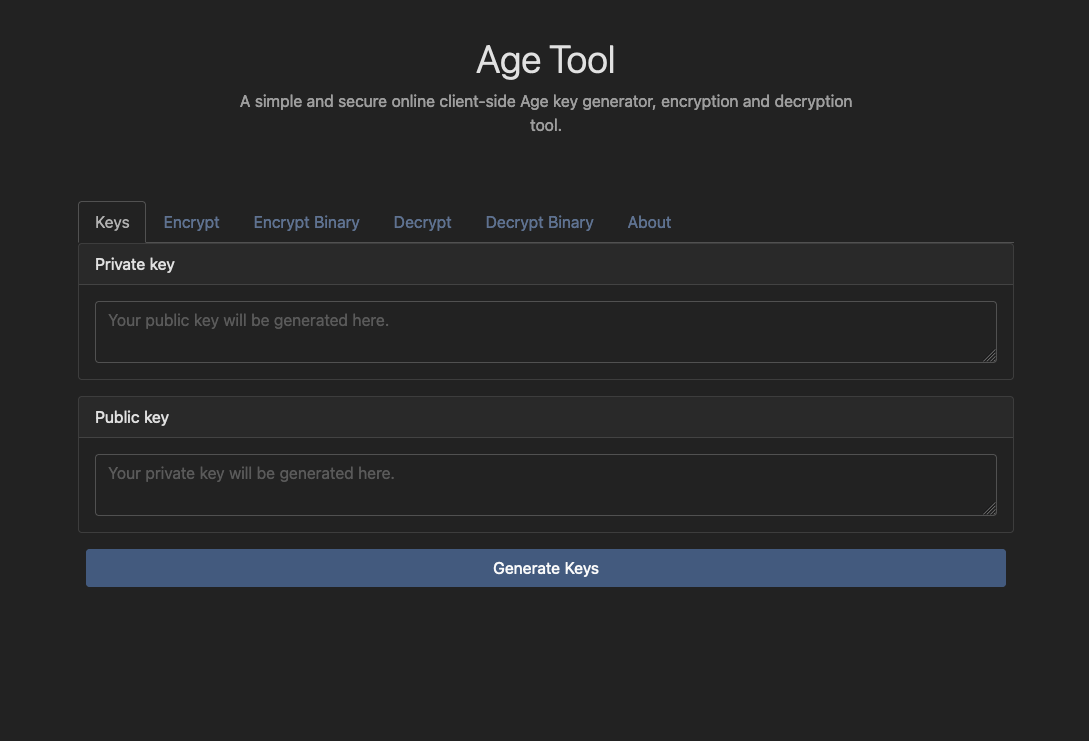 Age Tool
A simple and secure online client-side Age key generator, encryption and decryption
tool.
Keys Encrypt Encrypt Binary Decrypt Decrypt Binary About
Private key
Your public key will be generated here.
Public key
Your private key will be generated here.
Generate Keys